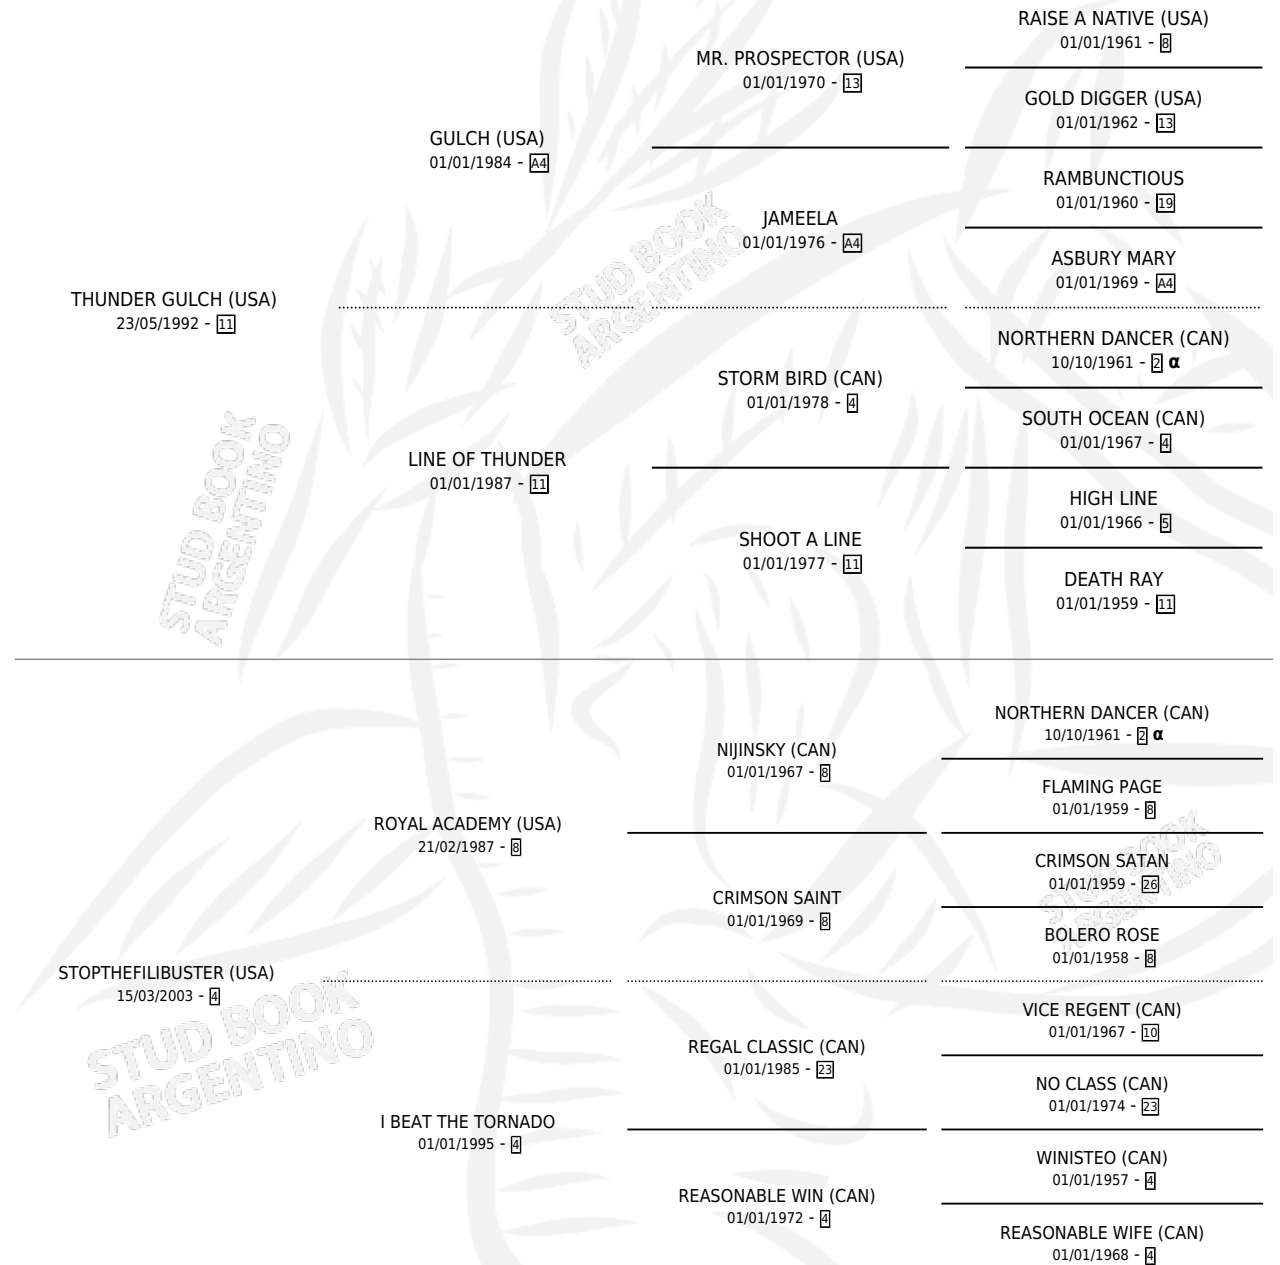 RAISE A NATIVE (USA)
01/01/1961 - 8
MR. PROSPECTOR (USA)
01/01/1970 - 13
GOLD DIGGER (USA)
01/01/1962 - 13
GULCH (USA)
01/01/1984 - A4
RAMBUNCTIOUS
01/01/1960 - 19
JAMEELA
01/01/1976 - A4
ASBURY MARY
01/01/1969 - A4
THUNDER GULCH (USA)
23/05/1992 - 11
NORTHERN DANCER (CAN)
10/10/1961 - 2 α
STORM BIRD (CAN)
01/01/1978 - 4
SOUTH OCEAN (CAN)
01/01/1967 - 4
LINE OF THUNDER
01/01/1987 - 11
HIGH LINE
01/01/1966 - 5
SHOOT A LINE
01/01/1977 - 11
DEATH RAY
01/01/1959 - 11
STUD BOOK
ARGENTINO
STUD BOOK
ARGENTINO
NORTHERN DANCER (CAN)
10/10/1961 - 2 α
NIJINSKY (CAN)
01/01/1967 - 8
FLAMING PAGE
01/01/1959 - 8
ROYAL ACADEMY (USA)
21/02/1987 - 8
CRIMSON SATAN
01/01/1959 - 26
CRIMSON SAINT
01/01/1969 - 8
BOLERO ROSE
01/01/1958 - 8
STOPTHEFILIBUSTER (USA)
15/03/2003 - 4
VICE REGENT (CAN)
01/01/1967 - 10
REGAL CLASSIC (CAN)
01/01/1985 - 23
NO CLASS (CAN)
01/01/1974 - 23
I BEAT THE TORNADO
01/01/1995 - 4
WINISTEO (CAN)
01/01/1957 - 4
REASONABLE WIN (CAN)
01/01/1972 - 4
REASONABLE WIFE (CAN)
01/01/1968 - 4
STUD BOOK
ARGENTINO
STUD BOOK
ARGENTINO